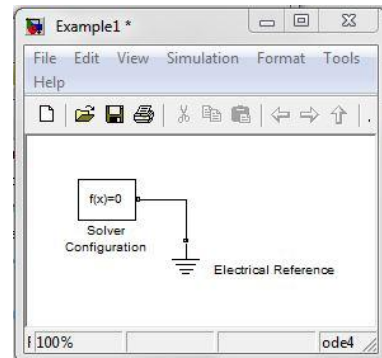 Example1 *
File Edit View Simulation Format Tools
Help
f(x)=0
Solver
Configuration
Electrical Reference
100%
ode4